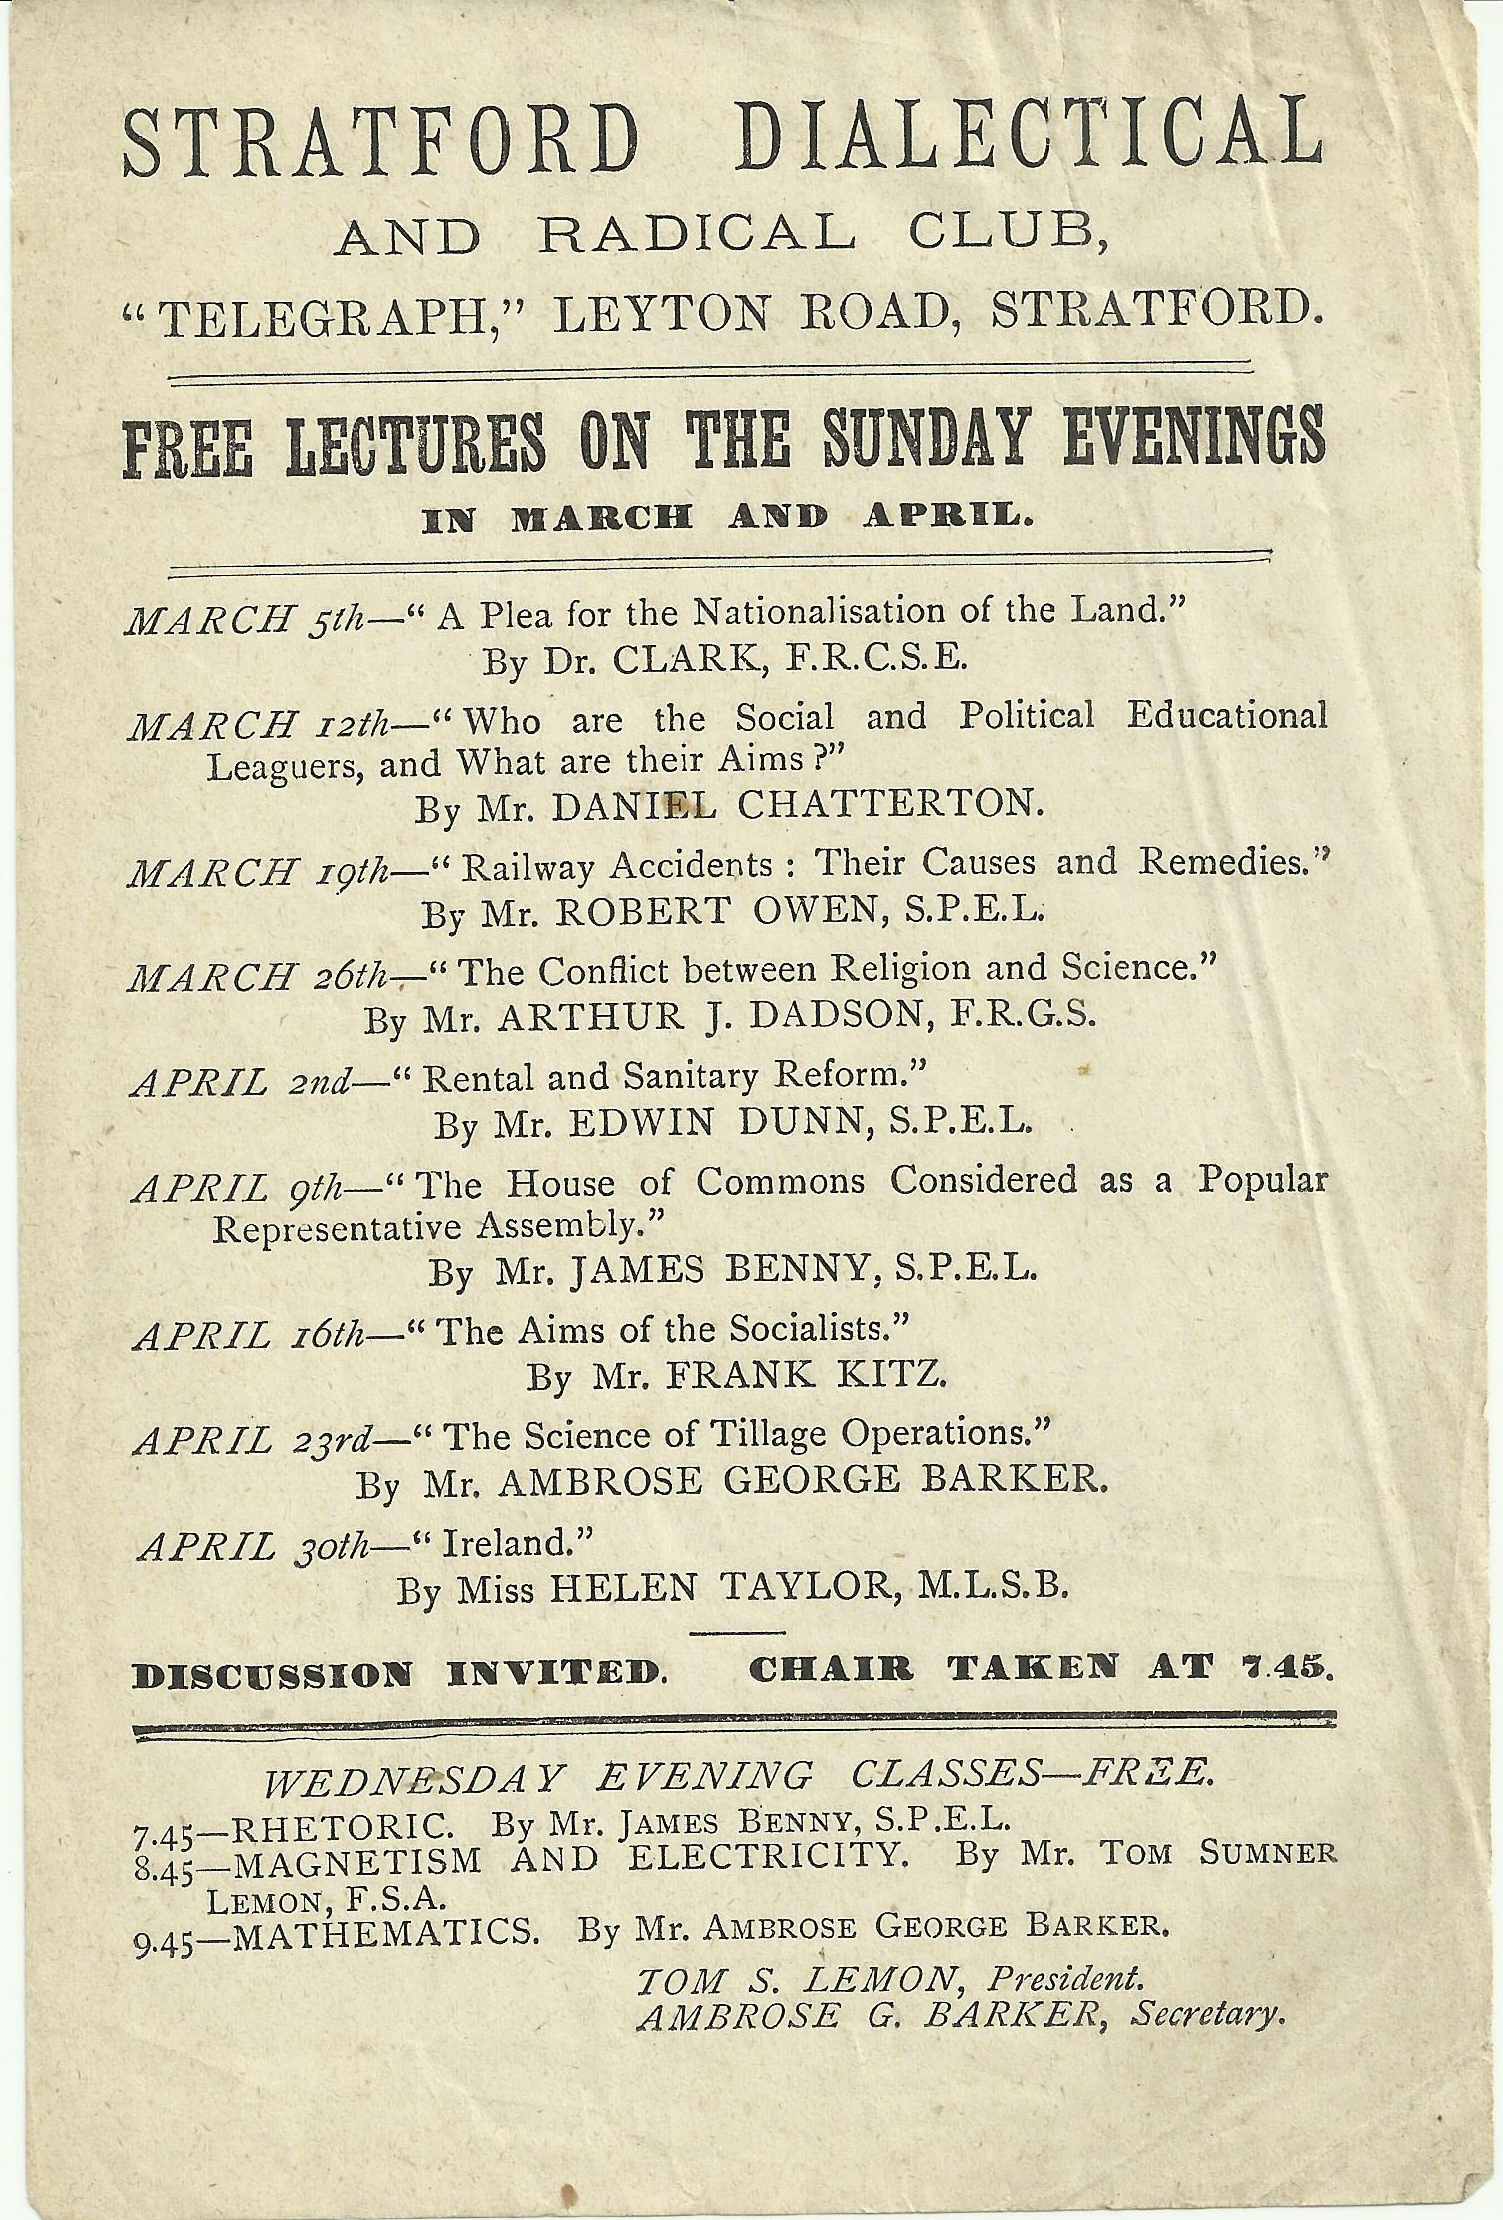 STRATFORD DIALECTICAL
AND RADICAL CLUB,
“TELEGRAPH,” LEYTON ROAD, STRATFORD.
FREE LECTURES ON THE SUNDAY EVENINGS
IN MARCH AND APRIL.
MARCH 5th—“ A Plea for the Nationalisation of the Land.”
By Dr. CLARK, F.R.C.S.E.
MARCH 12th—“ Who are the Social and Political Educational
Leaguers, and What are their Aims ?”
By Mr. DANIEL CHATTERTON.
MARCH 19th—“ Railway Accidents : Their Causes and Remedies.”
By Mr. ROBERT OWEN, S.P.E.L.
MARCH 26th—“ The Conflict between Religion and Science.”
By Mr. ARTHUR J. DADSON, F.R.G.S.
APRIL 2nd—“ Rental and Sanitary Reform.”
By Mr. EDWIN DUNN, S.P.E.L.
APRIL 9th—“ The House of Commons Considered as a Popular
Representative Assembly.”
By Mr. JAMES BENNY, S.P.E.L.
APRIL 16th—“ The Aims of the Socialists.”
By Mr. FRANK KITZ.
APRIL 23rd—“ The Science of Tillage Operations.”
By Mr. AMBROSE GEORGE BARKER.
APRIL 30th—“ Ireland.”
By Miss HELEN TAYLOR, M.L.S.B.
DISCUSSION INVITED. CHAIR TAKEN AT 7.45.
WEDNESDAY EVENING CLASSES—FREE.
7.45—RHETORIC. By Mr. JAMES BENNY, S.P.E.L.
8.45—MAGNETISM AND ELECTRICITY. By Mr. TOM SUMNER
LEMON, F.S.A.
9.45—MATHEMATICS. By Mr. AMBROSE GEORGE BARKER.
TOM S. LEMON, President.
AMBROSE G. BARKER, Secretary.